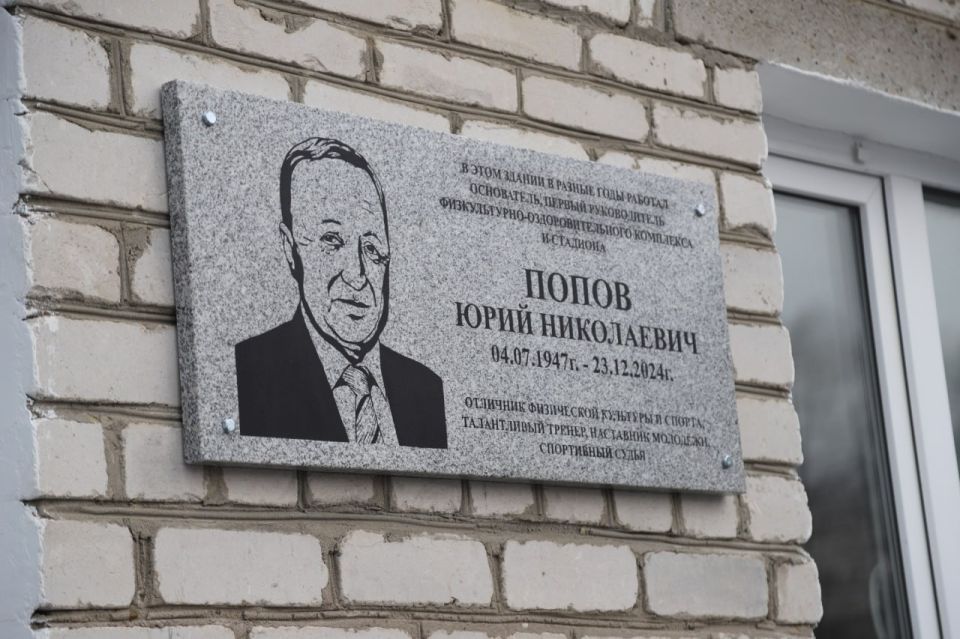 В ЭТОМ ЗДАНИИ В РАЗНЫЕ ГОДЫ РАБОТАЛ
ОСНОВАТЕЛЬ, ПЕРВЫЙ РУКОВОДИТЕЛЬ
ФИЗКУЛЬТУРНО-ОЗДОРОВИТЕЛЬНОГО КОМПЛЕКСА
И СТАДИОНА
ПОПОВ
ЮРИЙ НИКОЛАЕВИЧ
04.07.1947г. - 23.12.2024г.
ОТЛИЧНИК ФИЗИЧЕСКОЙ КУЛЬТУРЫ И СПОРТА,
ТАЛАНТЛИВЫЙ ТРЕНЕР, НАСТАВНИК МОЛОДЁЖИ,
СПОРТИВНЫЙ СУДЬЯ